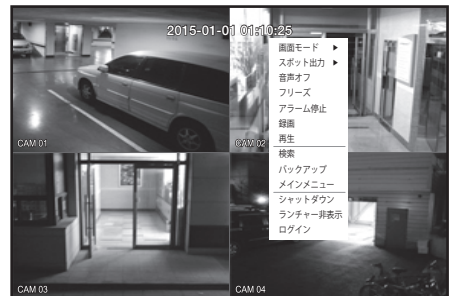 2015-01-01 01:10:25
画面モード ▶
スポット出力 ▶
音声オフ
フリーズ
アラーム停止
録画
再生
検索
バックアップ
メインメニュー
シャットダウン
ランチャー非表示
ログイン
CAM 01
CAM 02
CAM 03
CAM 04